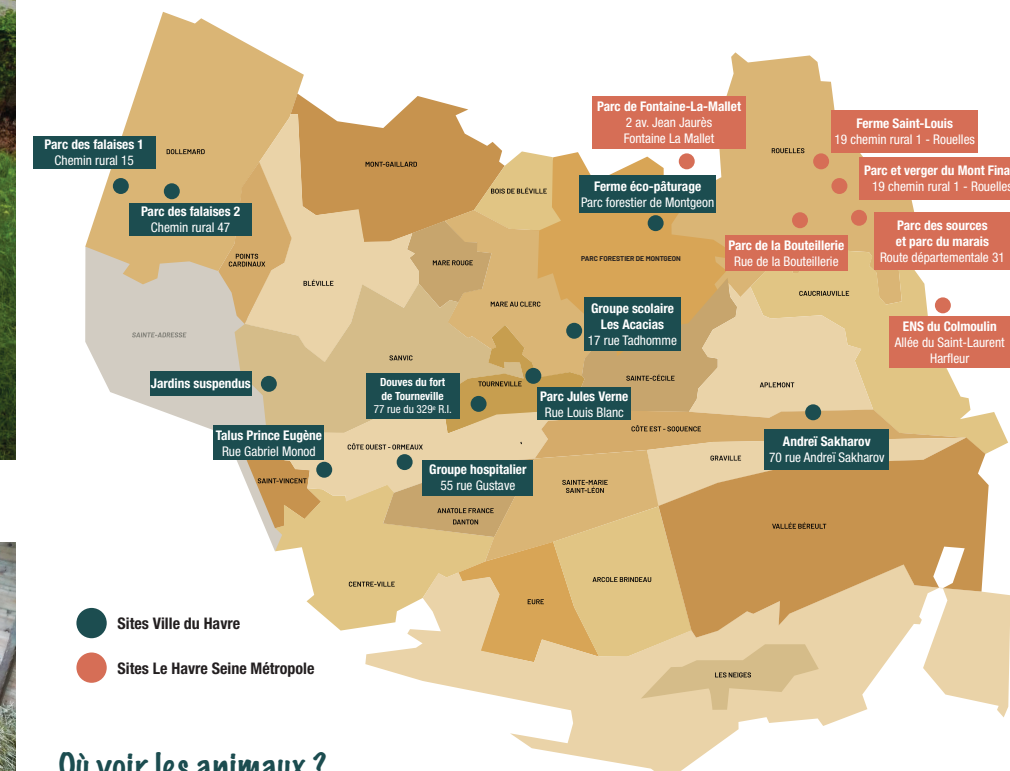 Parc des falaises 1
Chemin rural 15
DOLLEMARD
Parc des falaises 2
Chemin rural 47
POINTS
CARDINAUX
MONT-GAILLARD
BLÉVILLE
BOIS DE BLÉVILLE
MARE ROUGE
MARE AU CLERC
Parc de Fontaine-La-Mallet
2 av. Jean Jaurès
Fontaine La Mallet
Ferme éco-pâturage
Parc forestier de Montgeon
PARC FORESTIER DE MONTGEON
ROUELLES
Ferme Saint-Louis
19 chemin rural 1 - Rouelles
Parc et verger du Mont Fina
19 chemin rural 1 - Rouelles
Parc de la Bouteillerie
Rue de la Bouteillerie
Parc des sources
et parc du marais
Route départementale 31
CAUCRIAUVILLE
ENS du Colmoulin
Allée du Saint-Laurent
Harfleur
SAINTE-ADRESSE
SANVIC
Groupe scolaire
Les Acacias
17 rue Tadhomme
Jardins suspendus
Douves du fort
de Tourneville
77 rue du 329e R.I.
TOURNEVILLE
Parc Jules Verne
Rue Louis Blanc
SAINTE-CÉCILE
APLEMONT
Talus Prince Eugène
Rue Gabriel Monod
CÔTE OUEST - ORMEAUX
CÔTE EST - SOQUENCE
Andreï Sakharov
70 rue Andreï Sakharov
GRAVILLE
Groupe hospitalier
55 rue Gustave
SAINT-VINCENT
SAINTE-MARIE
SAINT-LÉON
ANATOLE FRANCE
DANTON
VALLÉE BÉREULT
CENTRE-VILLE
ARCOLE BRINDEAU
EURE
LES NEIGES
Sites Ville du Havre
Sites Le Havre Seine Métropole
Où voir les animaux ?